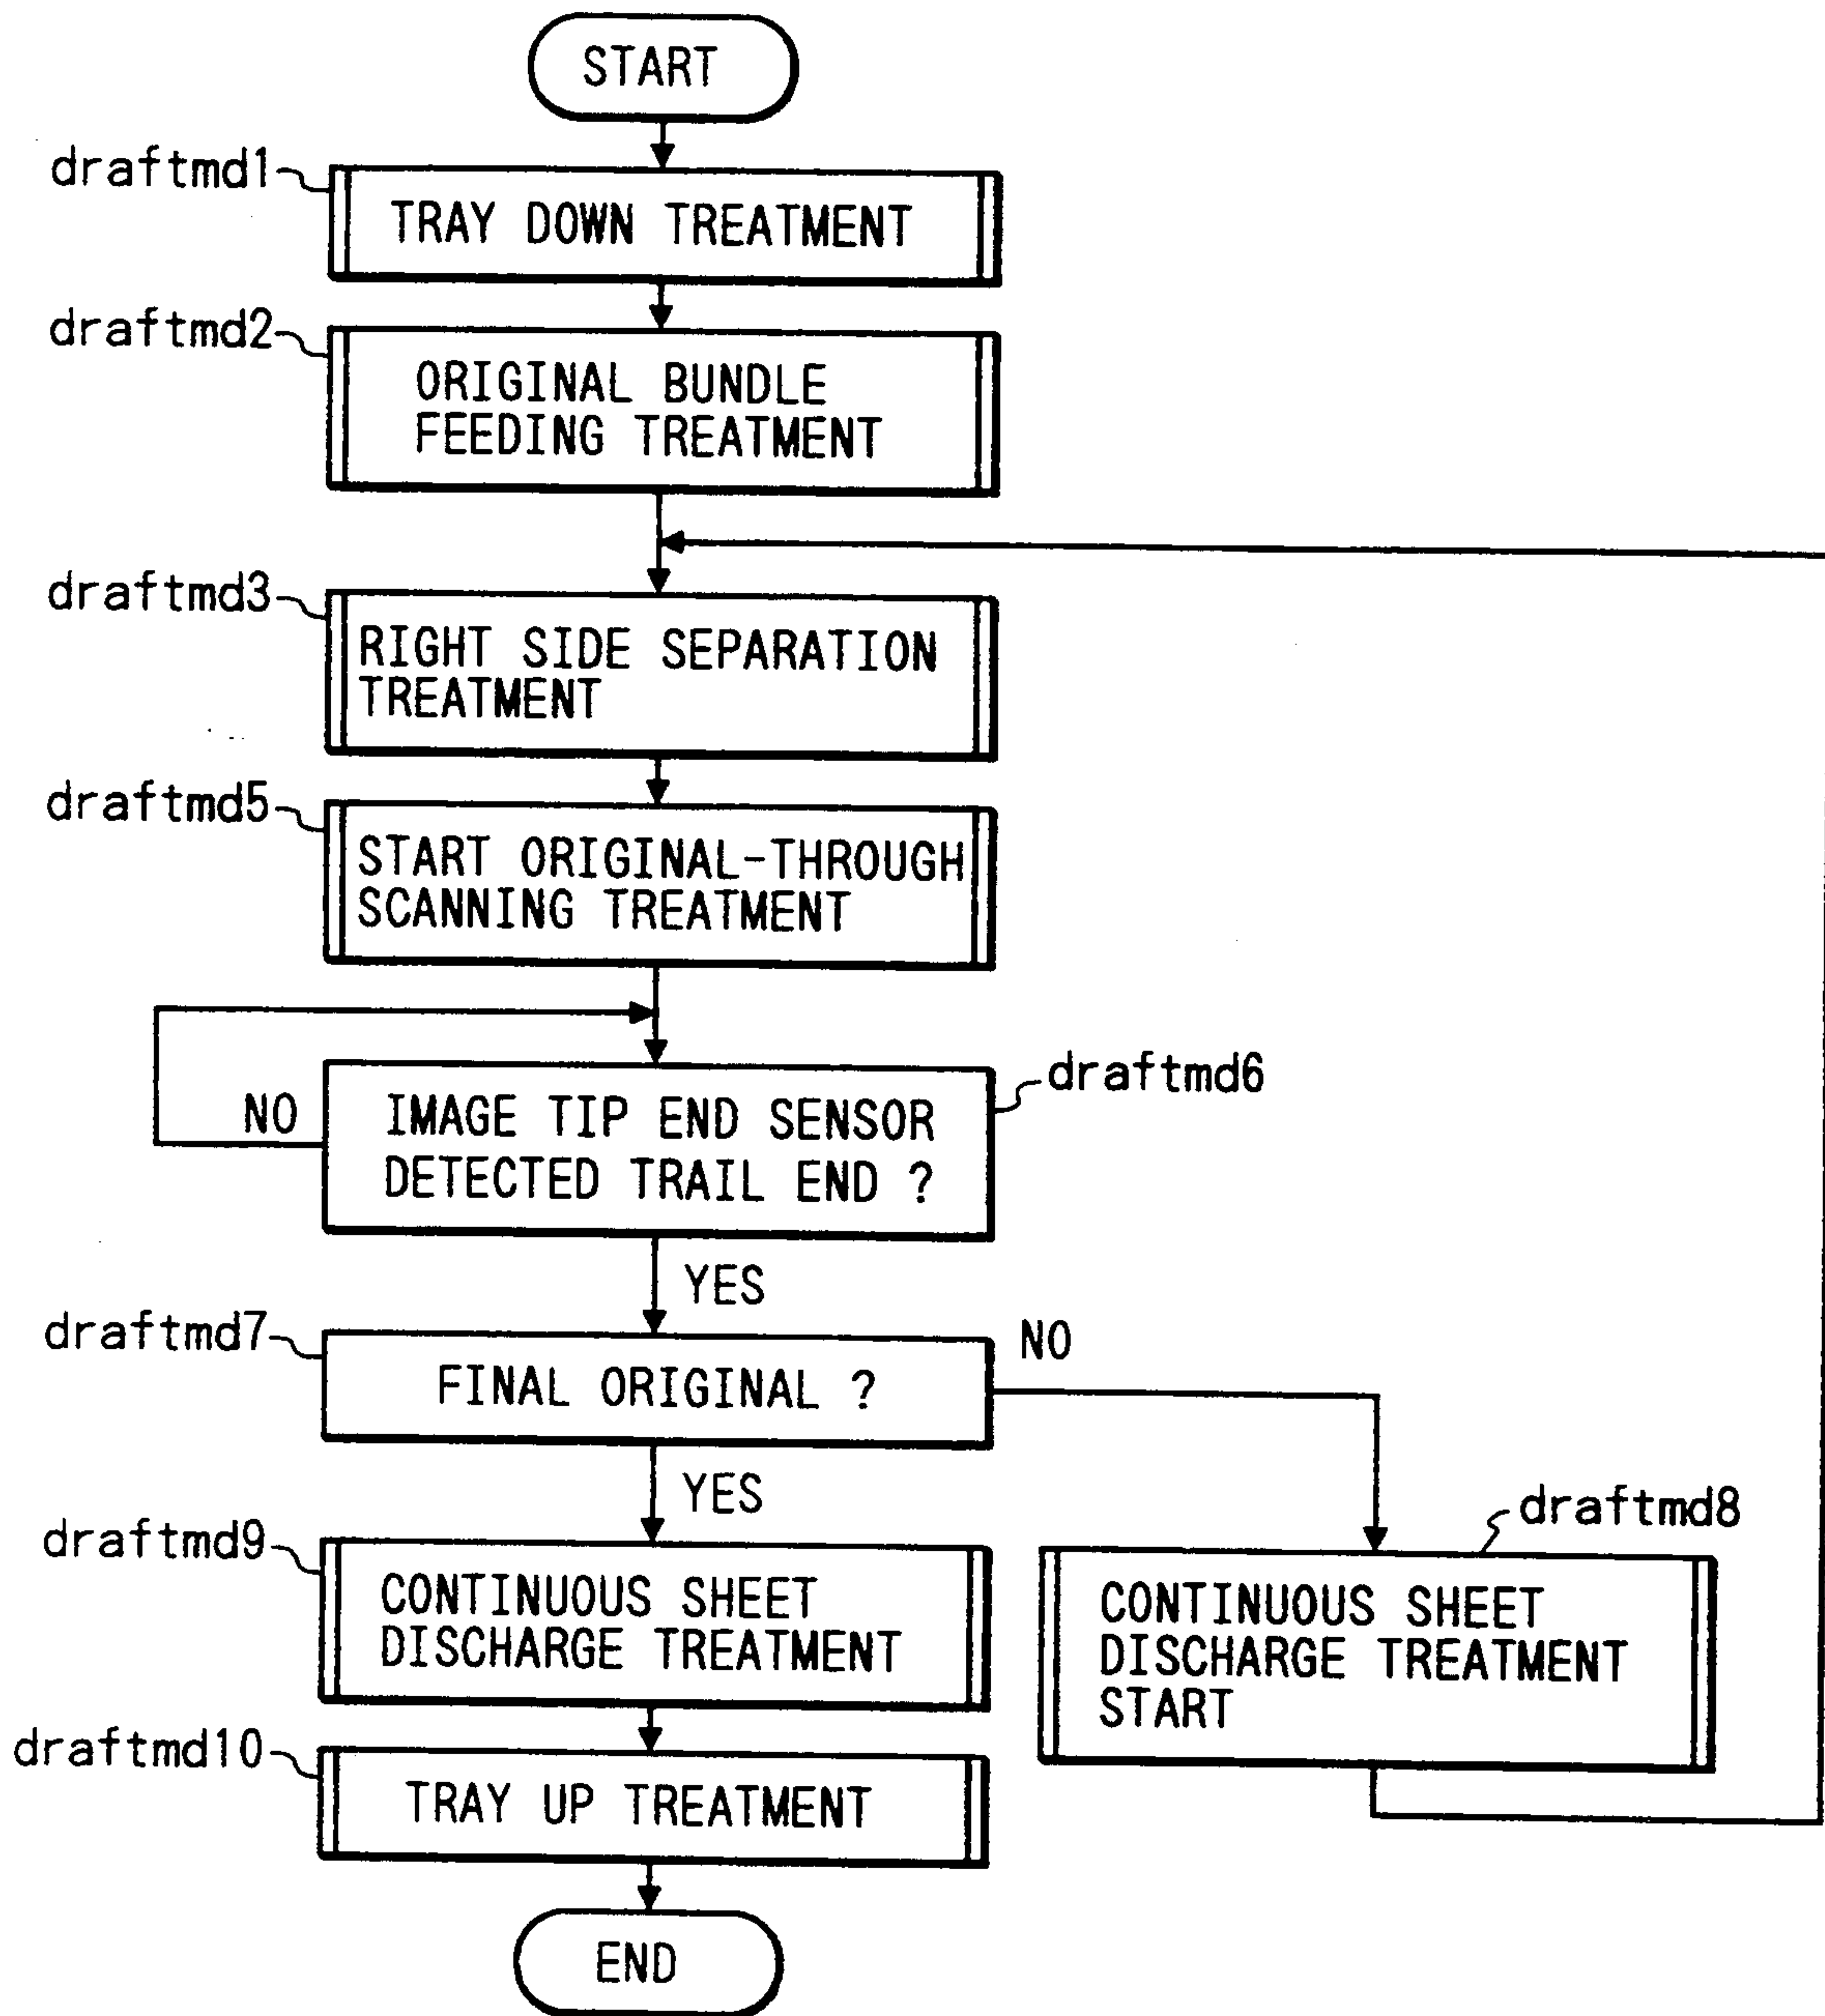 START
draftmd1
TRAY DOWN TREATMENT
draftmd2
ORIGINAL BUNDLE
FEEDING TREATMENT
draftmd3
RIGHT SIDE SEPARATION
TREATMENT
draftmd5
START ORIGINAL-THROUGH
SCANNING TREATMENT
draftmd6
NO
IMAGE TIP END SENSOR
DETECTED TRAIL END ?
YES
draftmd7
FINAL ORIGINAL ?
NO
YES
draftmd9
CONTINUOUS SHEET
DISCHARGE TREATMENT
draftmd8
CONTINUOUS SHEET
DISCHARGE TREATMENT
START
draftmd10
TRAY UP TREATMENT
END